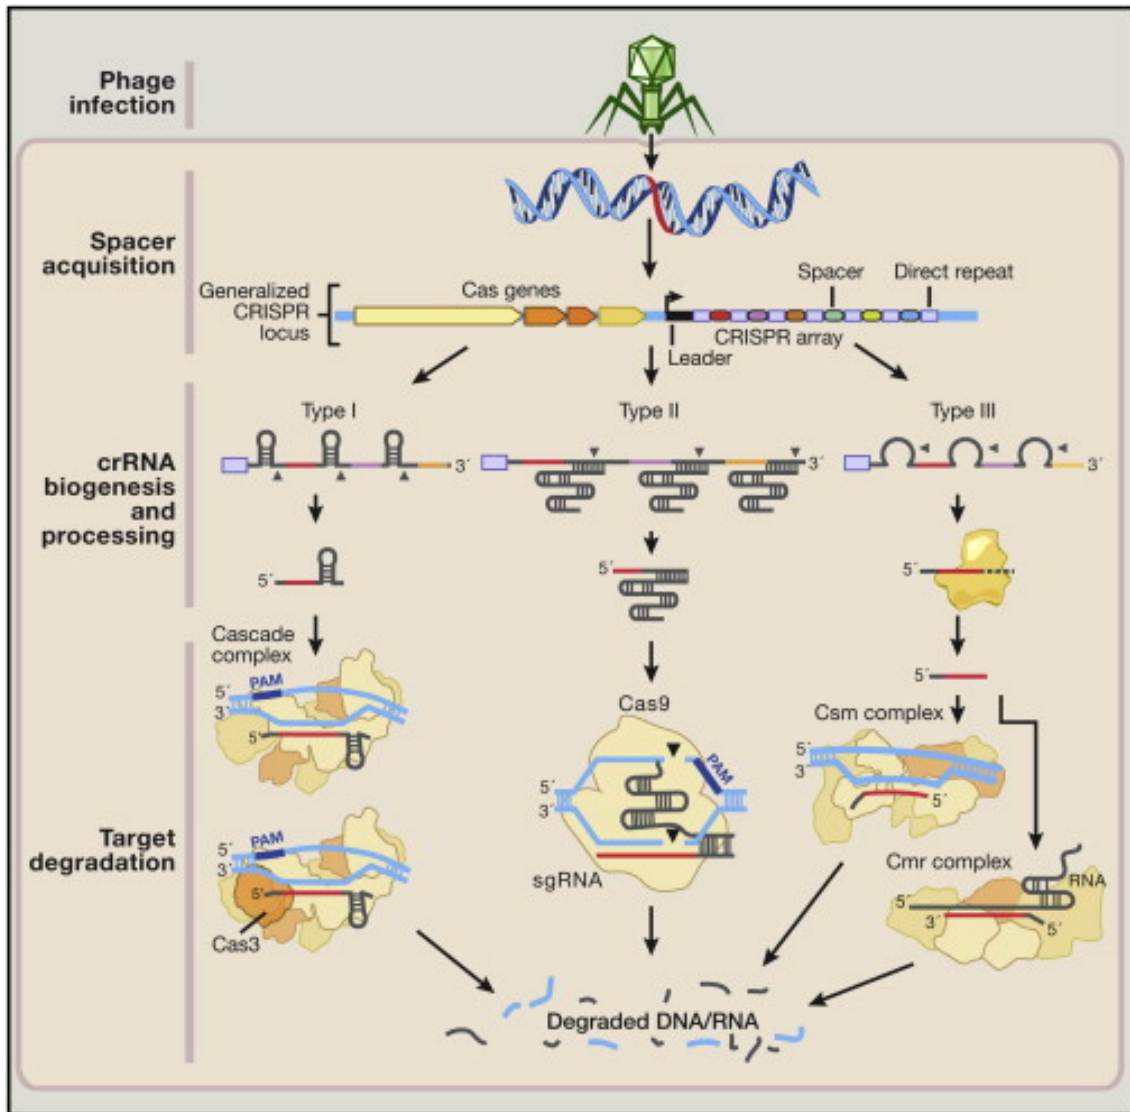 Phage
infection
Spacer
acquisition
Generalized
CRISPR
locus
Cas genes
Spacer
Direct repeat
CRISPR array
Leader
crRNA
biogenesis
and
processing
Type I
Type II
Type III
3´
3´
3´
5´
5´
5´
5´
Target
degradation
Cascade
complex
PAM
5´
3´
5´
Cas9
PAM
5´
3´
sgRNA
Csm complex
5´
3
5´
PAM
5´
3´
5´
Cas3
Cmr complex
RNA
5´
3´
5´
Degraded DNA/RNA